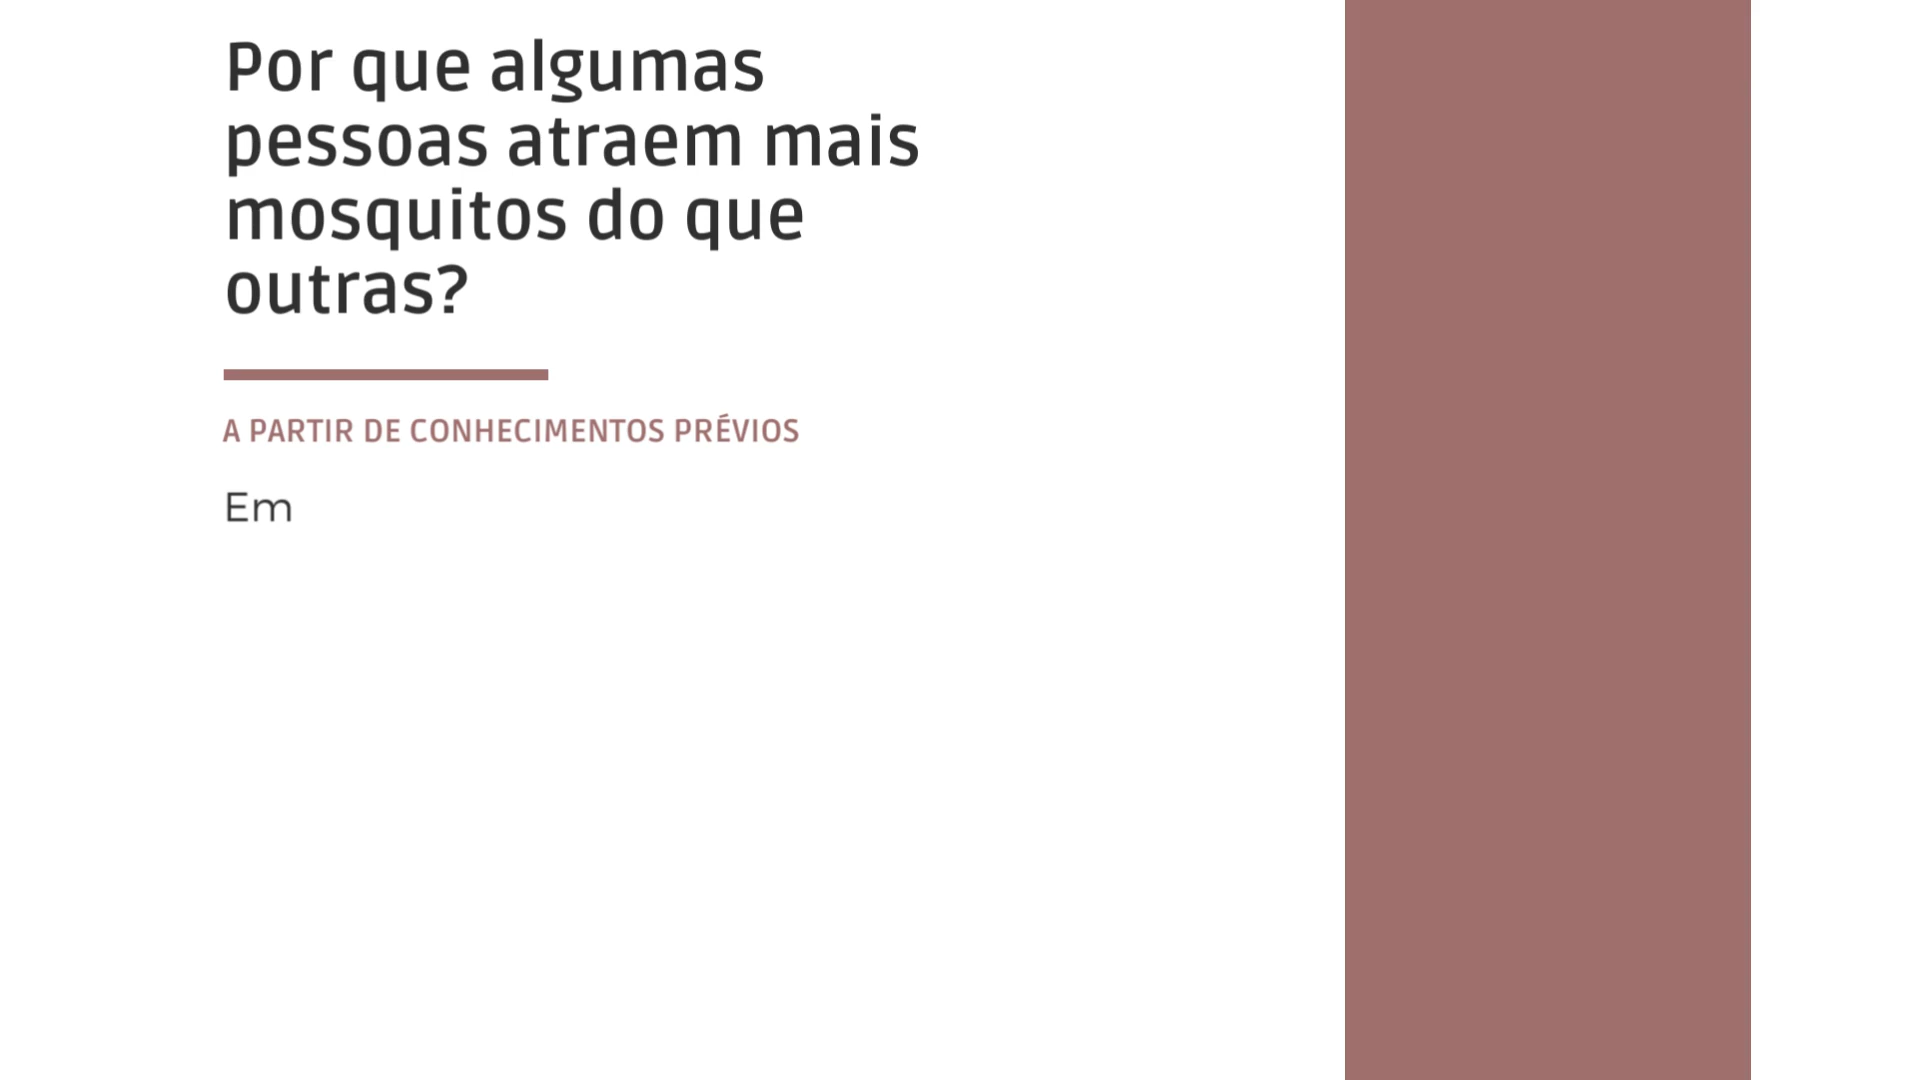 Por que algumas
pessoas atraem mais
mosquitos do que
outras?
A PARTIR DE CONHECIMENTOS PRÉVIOS
Em